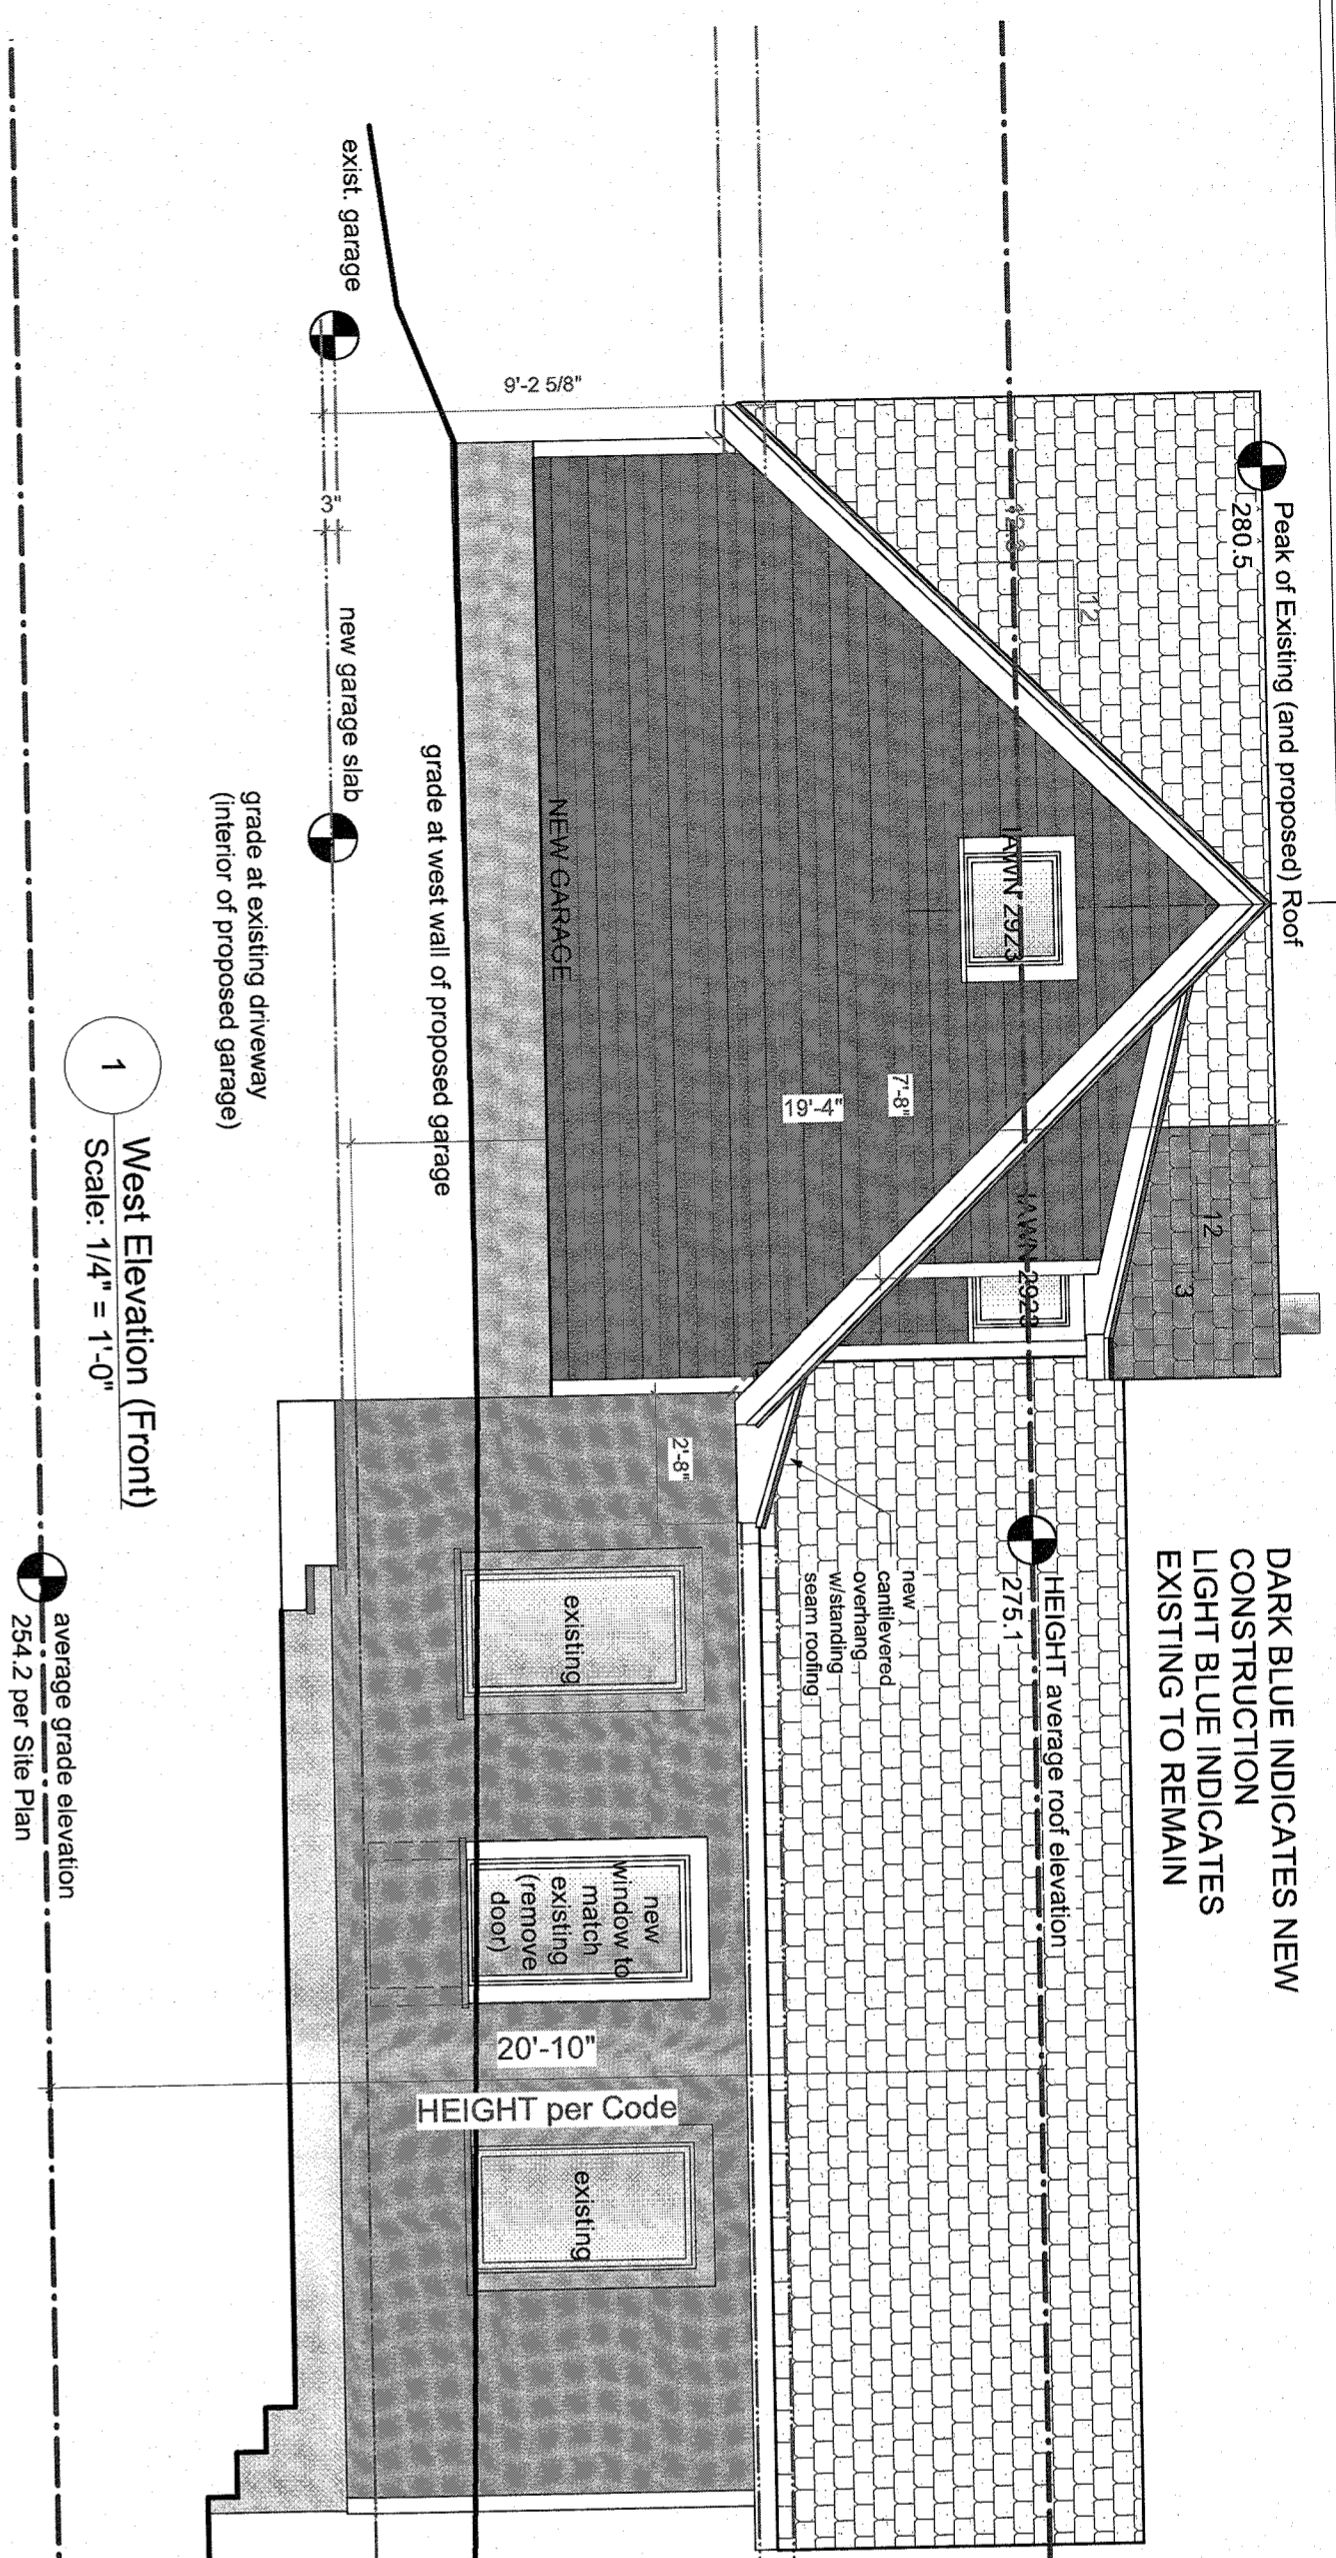 DARK BLUE INDICATES NEW
CONSTRUCTION
LIGHT BLUE INDICATES
EXISTING TO REMAIN
Peak of Existing (and proposed) Roof
280.5
12
12
3
HEIGHT average roof elevation
275.1
IAWN 2923
IAWN 2923
new
cantilevered
overhang
w/standing
seam roofing
7'-8"
19'-4"
2'-8"
9'-2 5/8"
NEW GARAGE
existing
new
window to
match
existing
(remove
door)
existing
20'-10"
HEIGHT per Code
grade at west wall of proposed garage
exist. garage
3"
new garage slab
grade at existing driveway
(interior of proposed garage)
1
West Elevation (Front)
Scale: 1/4" = 1'-0"
average grade elevation
254.2 per Site Plan